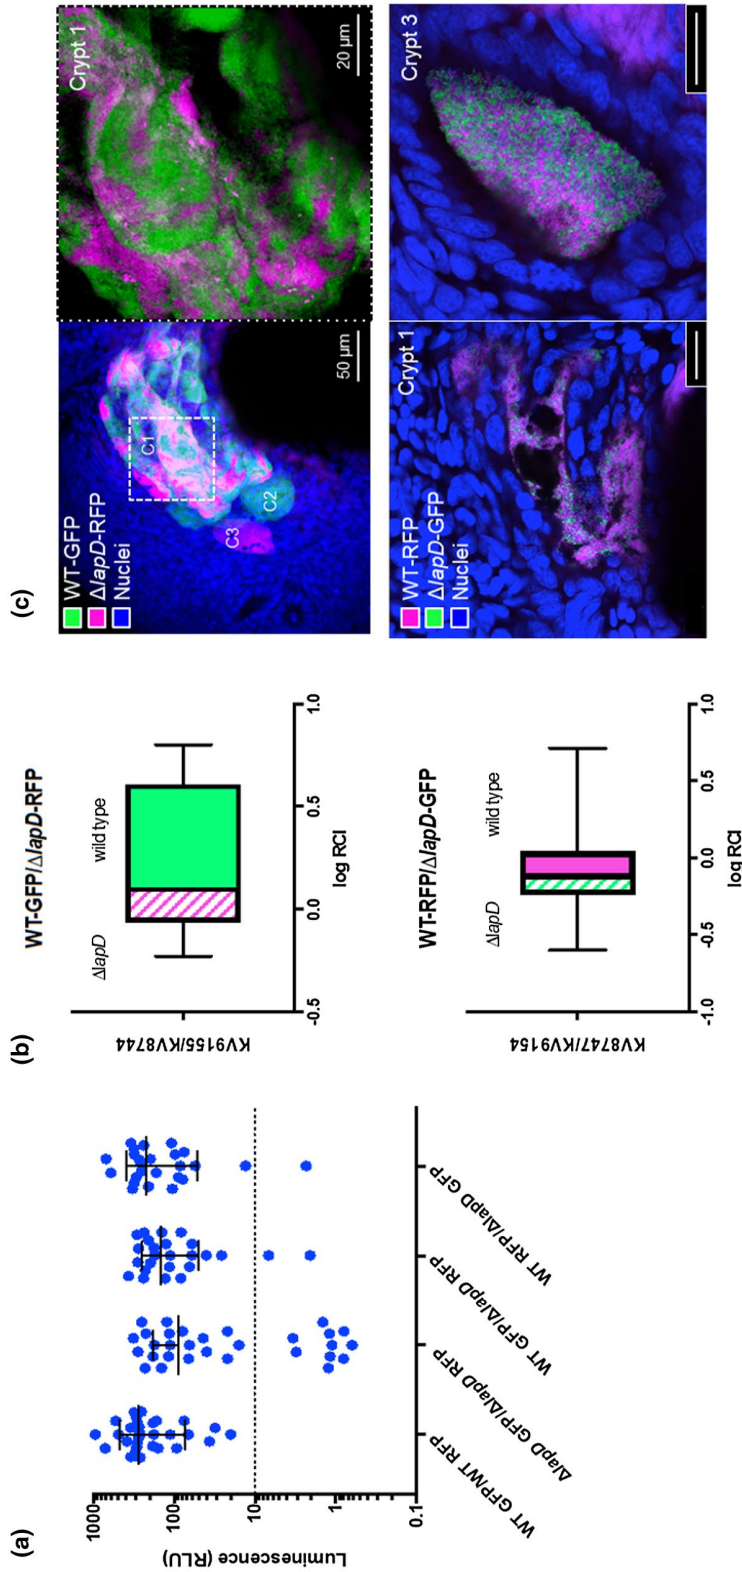 (a)
Luminescence (RLU)
1000
100
10
1
0.1
WT GFP/WT RFP
ΔlapD GFP/ΔlapD RFP
WT GFP/ΔlapD RFP
WT RFP/ΔlapD GFP
(b)
WT-GFP/ΔlapD-RFP
ΔlapD wild type
KV9155/KV8744
-0.5 0.0 0.5 1.0
log RCI
WT-RFP/ΔlapD-GFP
ΔlapD wild type
KV8747/KV9154
-1.0 -0.5 0.0 0.5 1.0
log RCI
(c)
WT-GFP
ΔlapD-RFP
Nuclei
C1
C2
C3
50 μm
Crypt 1
20 μm
WT-RFP
ΔlapD-GFP
Nuclei
Crypt 1
Crypt 3